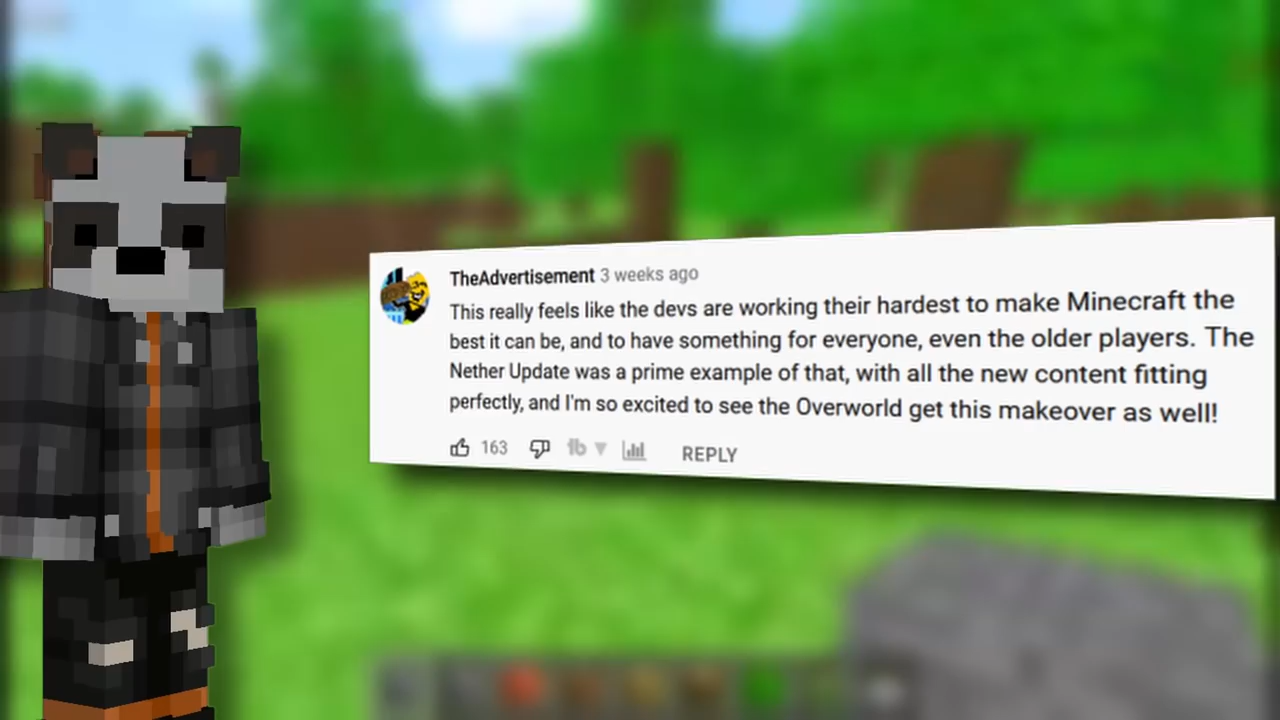 TheAdvertisement 3 weeks ago
This really feels like the devs are working their hardest to make Minecraft the
best it can be, and to have something for everyone, even the older players. The
Nether Update was a prime example of that, with all the new content fitting
perfectly, and I'm so excited to see the Overworld get this makeover as well!
163 REPLY